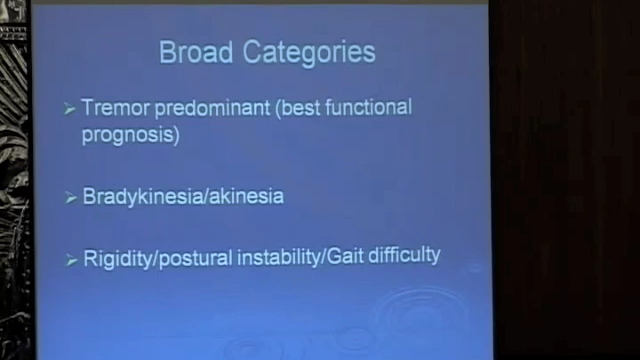 Broad Categories
Tremor predominant (best functional
prognosis)
Bradykinesia/akinesia
Rigidity/postural instability/Gait difficulty